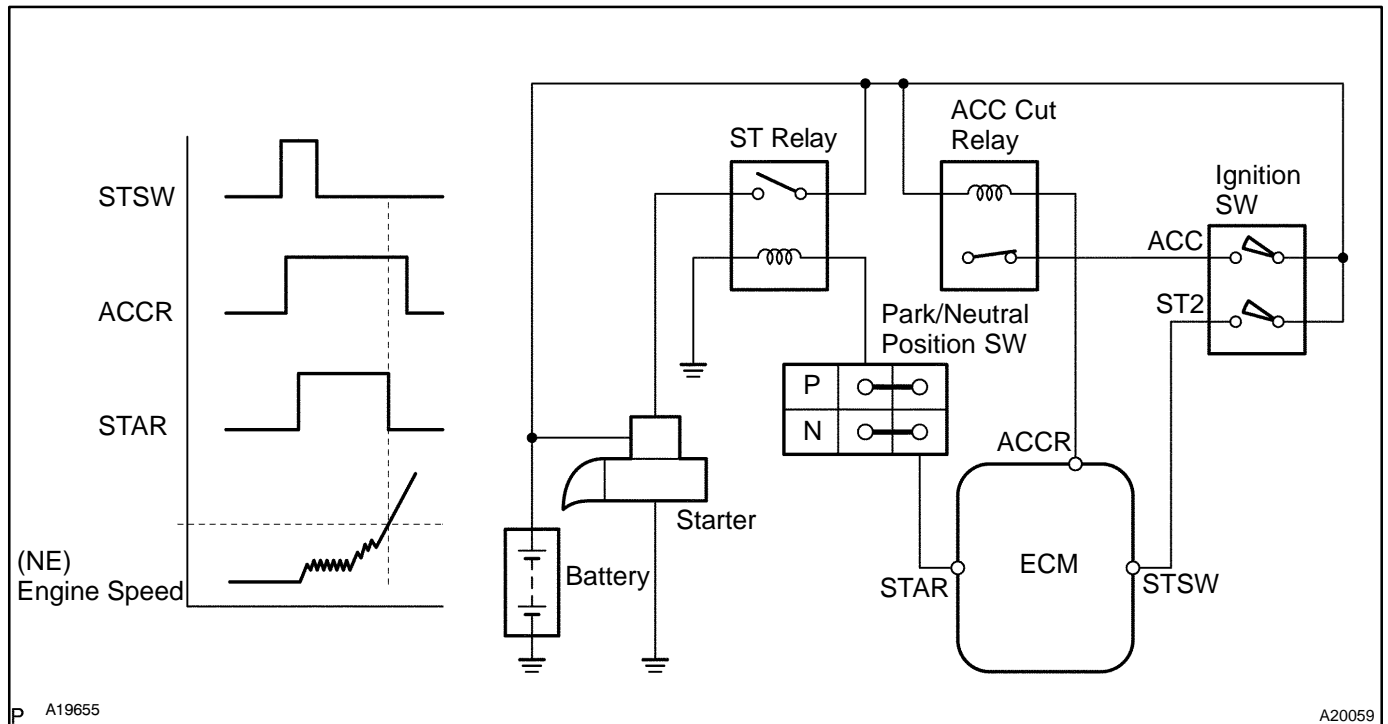 STSW
ACCR
STAR
(NE)
Engine Speed
ST Relay
ACC Cut
Relay
Ignition
SW
ACC
ST2
Park/Neutral
Position SW
P
N
ACCR
Starter
Battery
STAR
ECM
STSW
P
A19655
A20059